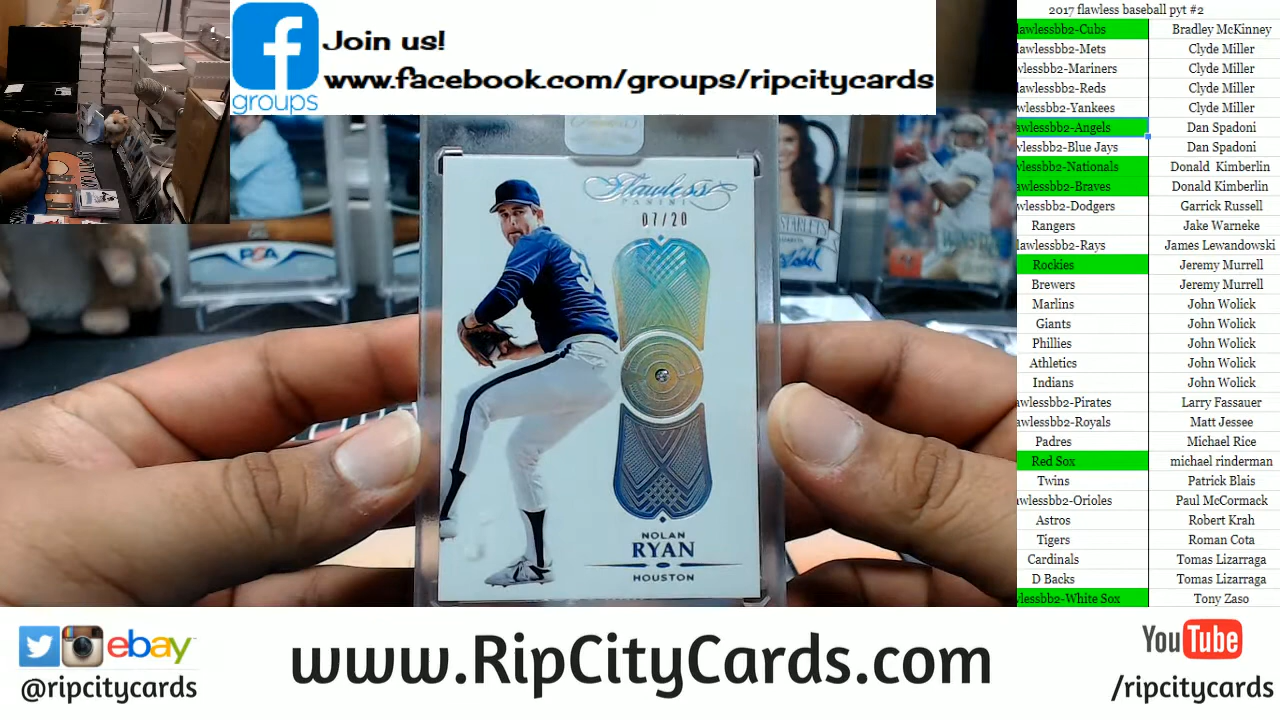 Join us!
www.facebook.com/groups/ripcitycards
groups
Flawless
PANINI
07/20
NOLAN
RYAN
HOUSTON
PSA
2017 flawless baseball pyt #2
lawlessbb2-Cubs Bradley McKinney
wlessbb2-Mets Clyde Miller
wlessbb2-Mariners Clyde Miller
lawlessbb2-Reds Clyde Miller
wlessbb2-Yankees Clyde Miller
awlessbb2-Angels Dan Spadoni
wlessbb2-Blue Jays Dan Spadoni
wlessbb2-Nationals Donald Kimberlin
awlessbb2-Braves Donald Kimberlin
wlessbb2-Dodgers Garrick Russell
Rangers Jake Warneke
lawlessbb2-Rays James Lewandowski
Rockies Jeremy Murrell
Brewers Jeremy Murrell
Marlins John Wolick
Giants John Wolick
Phillies John Wolick
Athletics John Wolick
Indians John Wolick
wlessbb2-Pirates Larry Fassauer
awlessbb2-Royals Matt Jessee
Padres Michael Rice
Red Sox michael rinderman
Twins Patrick Blais
awlessbb2-Orioles Paul McCormack
Astros Robert Krah
Tigers Roman Cota
Cardinals Tomas Lizarraga
D Backs Tomas Lizarraga
wlessbb2-White Sox Tony Zaso
ebay
@ripcitycards
www.RipCityCards.com
YouTube
/ripcitycards